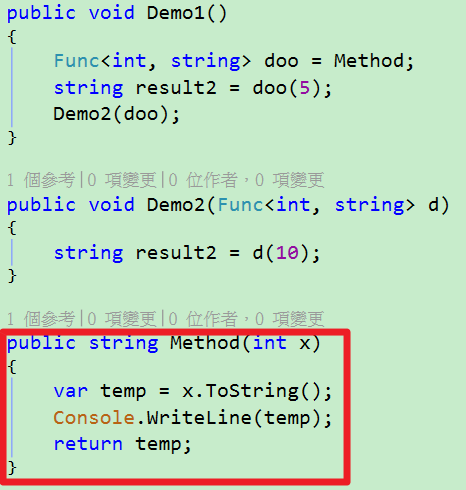 public void Demo1()
{
    Func<int, string> doo = Method;
    string result2 = doo(5);
    Demo2(doo);
}
1 個參考|0 項變更|0 位作者，0 項變更
public void Demo2(Func<int, string> d)
{
    string result2 = d(10);
}
1 個參考|0 項變更|0 位作者，0 項變更
public string Method(int x)
{
    var temp = x.ToString();
    Console.WriteLine(temp);
    return temp;
}